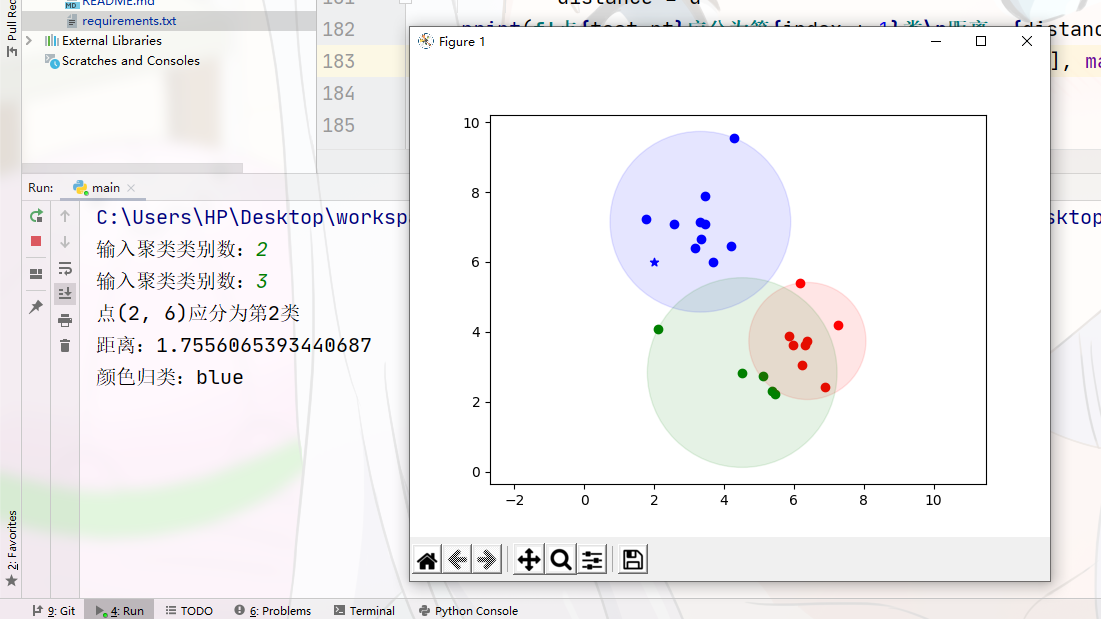 Pull Rec
README.md
requirements.txt
External Libraries
Scratches and Consoles
181
182
183
184
185
distance = d
], ma
Figure 1
10
8
6
4
2
0
−2
0
2
4
6
8
10
Run:
main
C:\Users\HP\Desktop\workspa
sktop
输入聚类类别数：2
输入聚类类别数：3
点(2, 6)应分为第2类
距离：1.7556065393440687
颜色归类：blue
2: Favorites
9: Git
4: Run
TODO
6: Problems
Terminal
Python Console